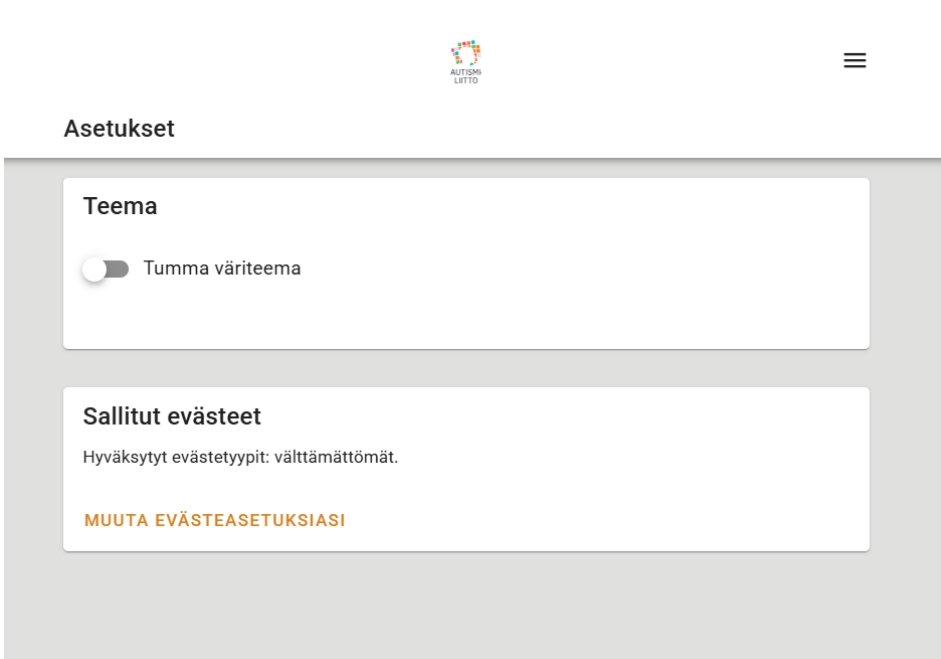 AUTISMI-
LIITTO
Asetukset
Teema
Tumma väriteema
Sallitut evästeet
Hyväksytyt evästetyypit: välttämättömät.
MUUTA EVÄSTEASETUKSIASI